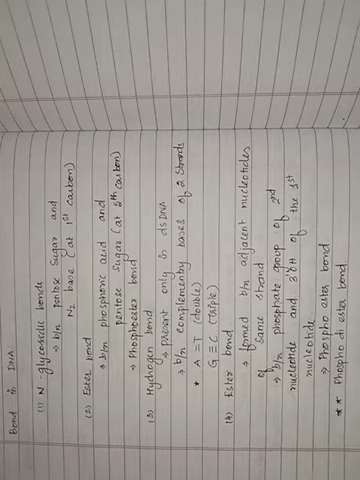 Bond in DNA
(1) N-glycosidic bonds
→ b/n pentose sugar and
N2 base (at 1st carbon)
(2) Ester bond
→ b/n phosphoric acid and
pentose sugar (at 5th carbon)
→ Phosphoester bond
(3) Hydrogen bond
→ Present only in dsDNA
→ b/n complementry bases of 2 strands
* A = T (double)
G ≡ C (triple)
(4) Ester bond
→ formed b/n adjacent nucleotides
of same strand
→ b/n phosphate group of 2nd
nucleotide and 3'OH of the 1st
nucleotide
→ Phospho ester bond
** Phospho di ester bond